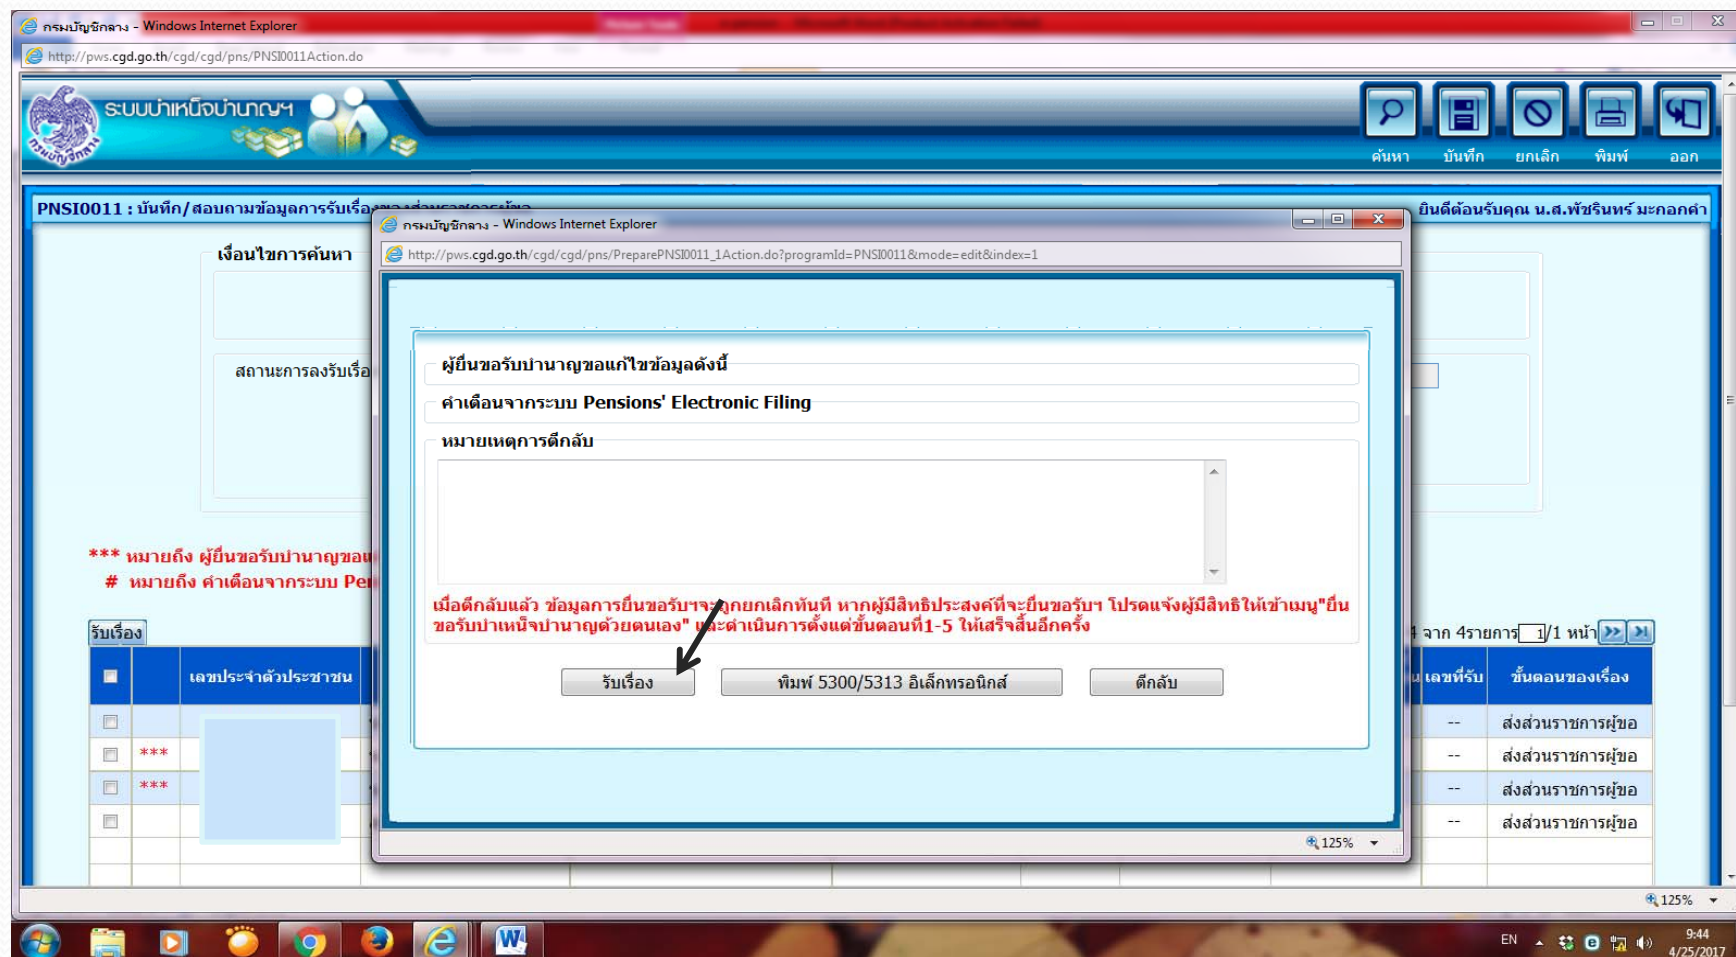 กรมบัญชีกลาง - Windows Internet Explorer
http://pws.cgd.go.th/cgd/cgd/pns/PNSI0011Action.do
ระบบบำเหน็จบำนาญฯ
กรมบัญชีกลาง
ค้นหา บันทึก ยกเลิก พิมพ์ ออก
PNSI0011 : บันทึก/สอบถามข้อมูลการรับเรื่องของส่วนราชการผู้ขอ
ยินดีต้อนรับคุณ น.ส.พัชรินทร์ มะกอกคำ
กรมบัญชีกลาง - Windows Internet Explorer
http://pws.cgd.go.th/cgd/cgd/pns/PreparePNSI0011_1Action.do?programId=PNSI0011&mode=edit&index=1
เงื่อนไขการค้นหา
สถานะการลงรับเรื่อ
ผู้ยื่นขอรับบำนาญขอแก้ไขข้อมูลดังนี้
คำเตือนจากระบบ Pensions' Electronic Filing
หมายเหตุการตีกลับ
*** หมายถึง ผู้ยื่นขอรับบำนาญขอแ
# หมายถึง คำเตือนจากระบบ Pe
เมื่อตีกลับแล้ว ข้อมูลการยื่นขอรับฯจะถูกยกเลิกทันที หากผู้มีสิทธิประสงค์ที่จะยื่นขอรับฯ โปรดแจ้งผู้มีสิทธิให้เข้าเมนู"ยื่น
ขอรับบำเหน็จบำนาญด้วยตนเอง" และดำเนินการตั้งแต่ขั้นตอนที่1-5 ให้เสร็จสิ้นอีกครั้ง
รับเรื่อง พิมพ์ 5300/5313 อิเล็กทรอนิกส์ ตีกลับ
รับเรื่อง
4 จาก 4รายการ 1/1 หน้า
เลขประจำตัวประชาชน น เลขที่รับ ขั้นตอนของเรื่อง
-- ส่งส่วนราชการผู้ขอ
*** -- ส่งส่วนราชการผู้ขอ
*** -- ส่งส่วนราชการผู้ขอ
-- ส่งส่วนราชการผู้ขอ
125%
125%
EN
9:44
4/25/2017